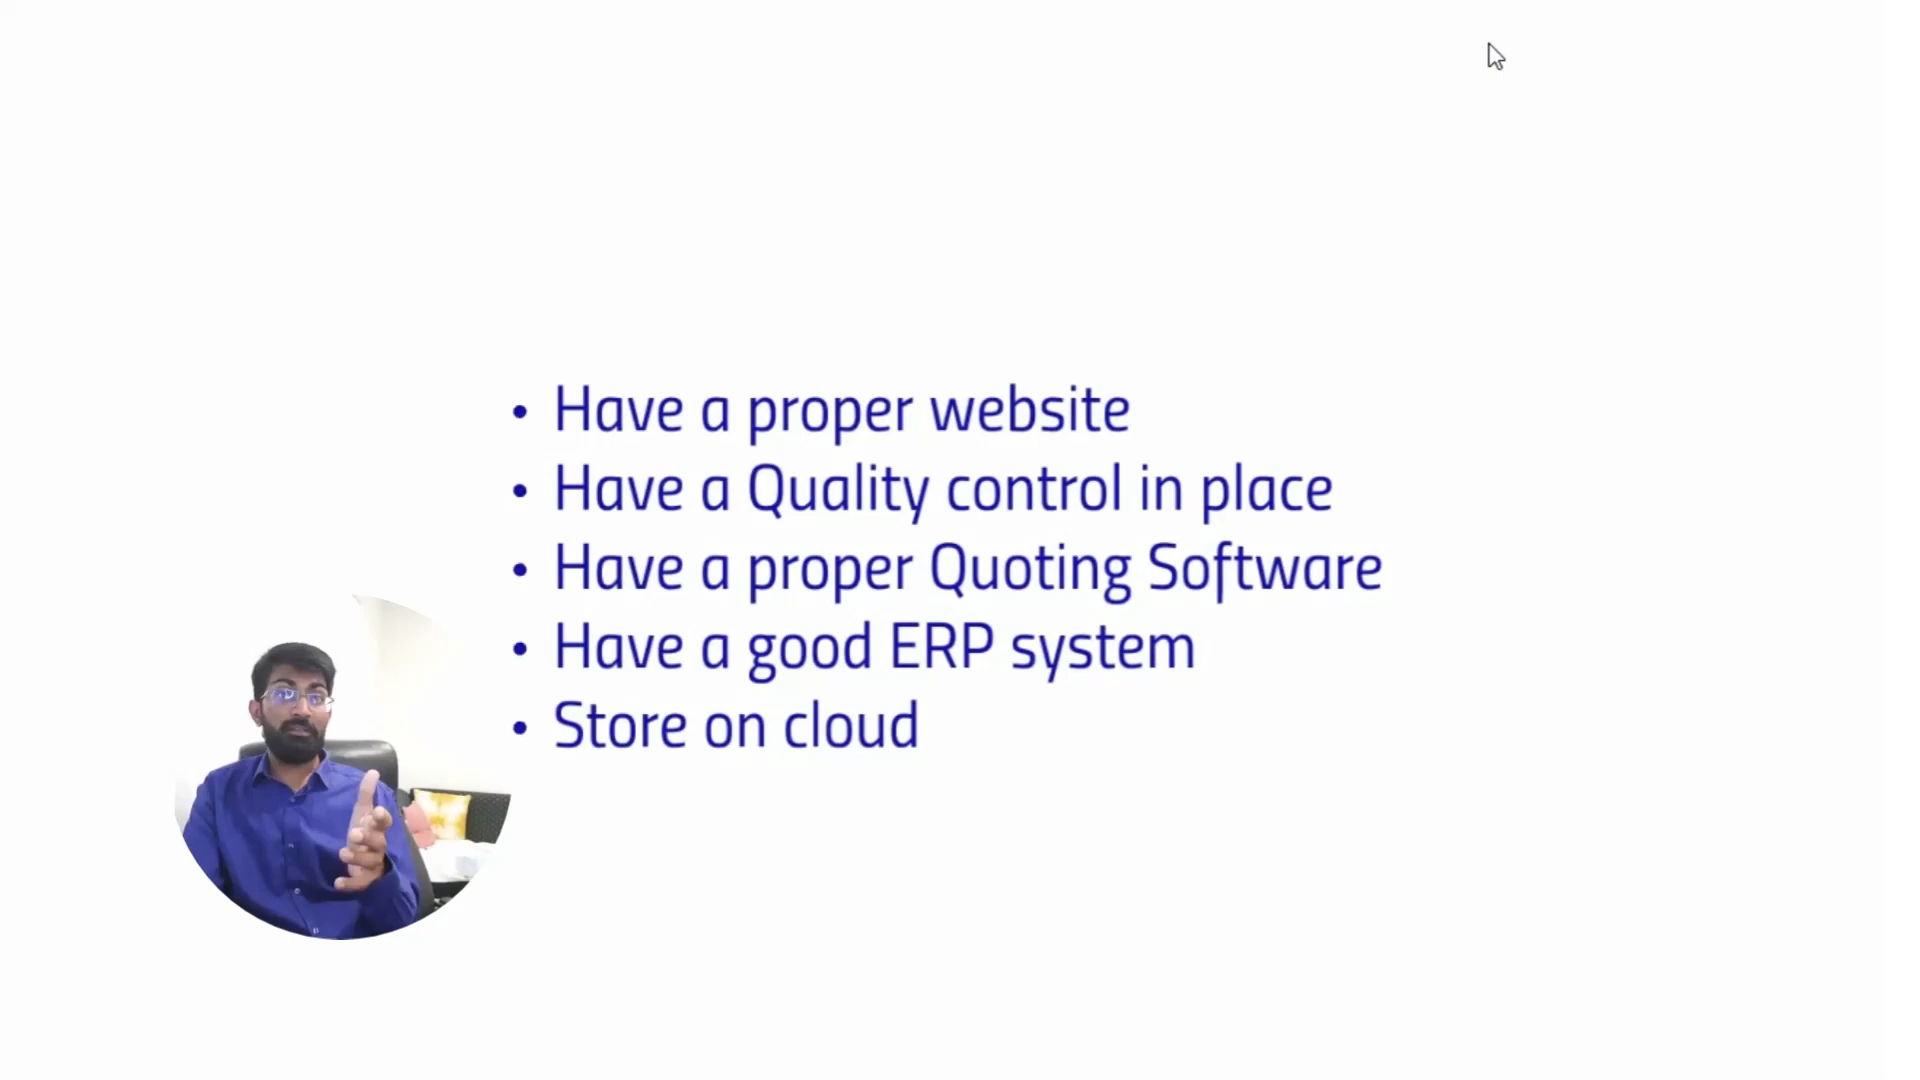 • Have a proper website
• Have a Quality control in place
• Have a proper Quoting Software
• Have a good ERP system
• Store on cloud